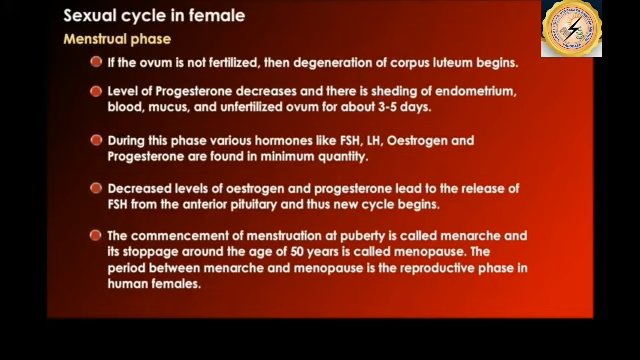 Sexual cycle in female
Menstrual phase
If the ovum is not fertilized, then degeneration of corpus luteum begins.
Level of Progesterone decreases and there is sheding of endometrium,
blood, mucus, and unfertilized ovum for about 3-5 days.
During this phase various hormones like FSH, LH, Oestrogen and
Progesterone are found in minimum quantity.
Decreased levels of oestrogen and progesterone lead to the release of
FSH from the anterior pituitary and thus new cycle begins.
The commencement of menstruation at puberty is called menarche and
its stoppage around the age of 50 years is called menopause. The
period between menarche and menopause is the reproductive phase in
human females.